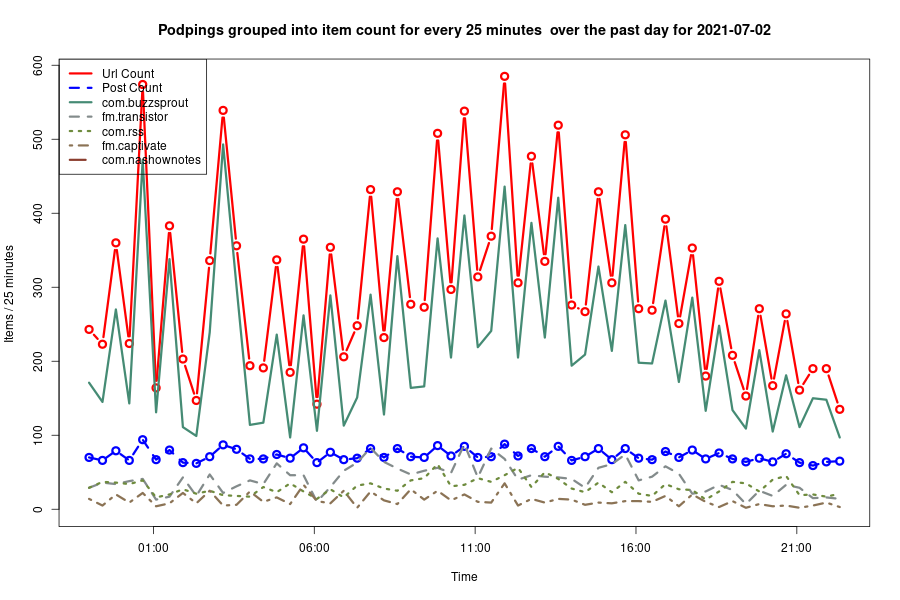 Podpings grouped into item count for every 25 minutes  over the past day for 2021-07-02
Url Count
Post Count
com.buzzsprout
fm.transistor
com.rss
fm.captivate
com.nashownotes
Items / 25 minutes
600
500
400
300
200
100
0
01:00
06:00
11:00
16:00
21:00
Time